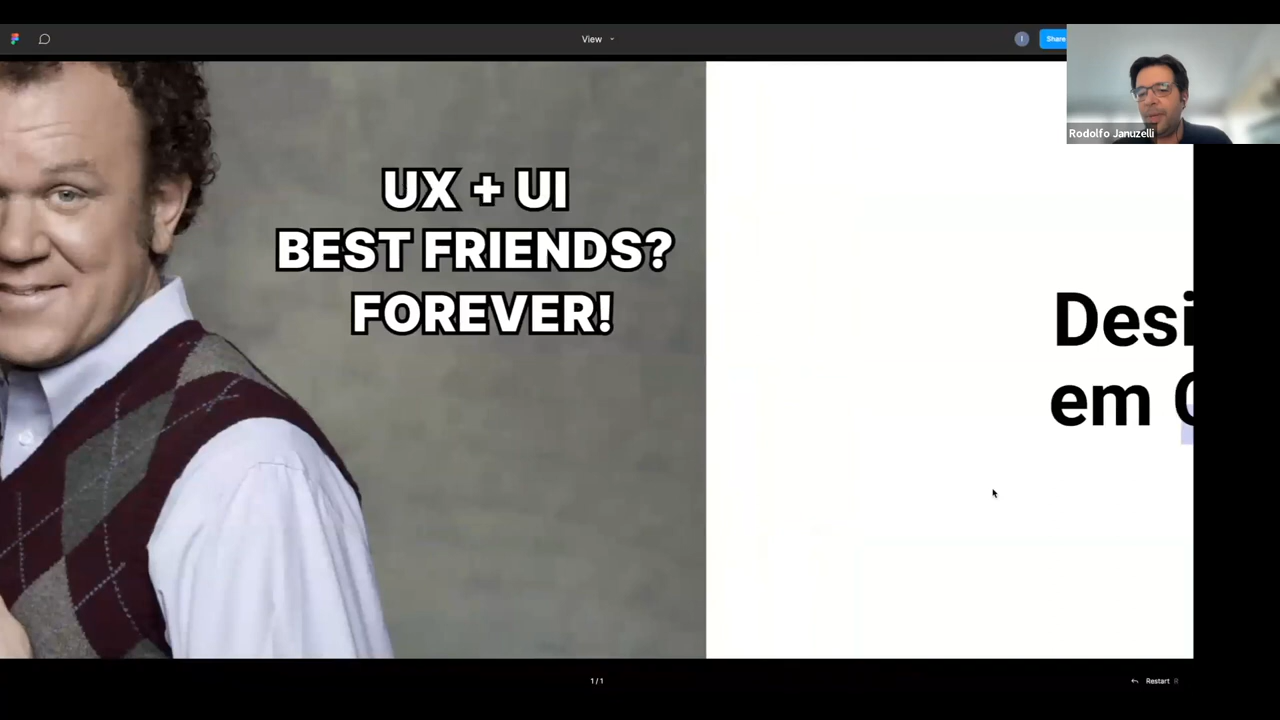 View
Share
Rodolfo Januzelli
UX + UI
BEST FRIENDS?
FOREVER!
Desi
em
1 / 1
Restart R